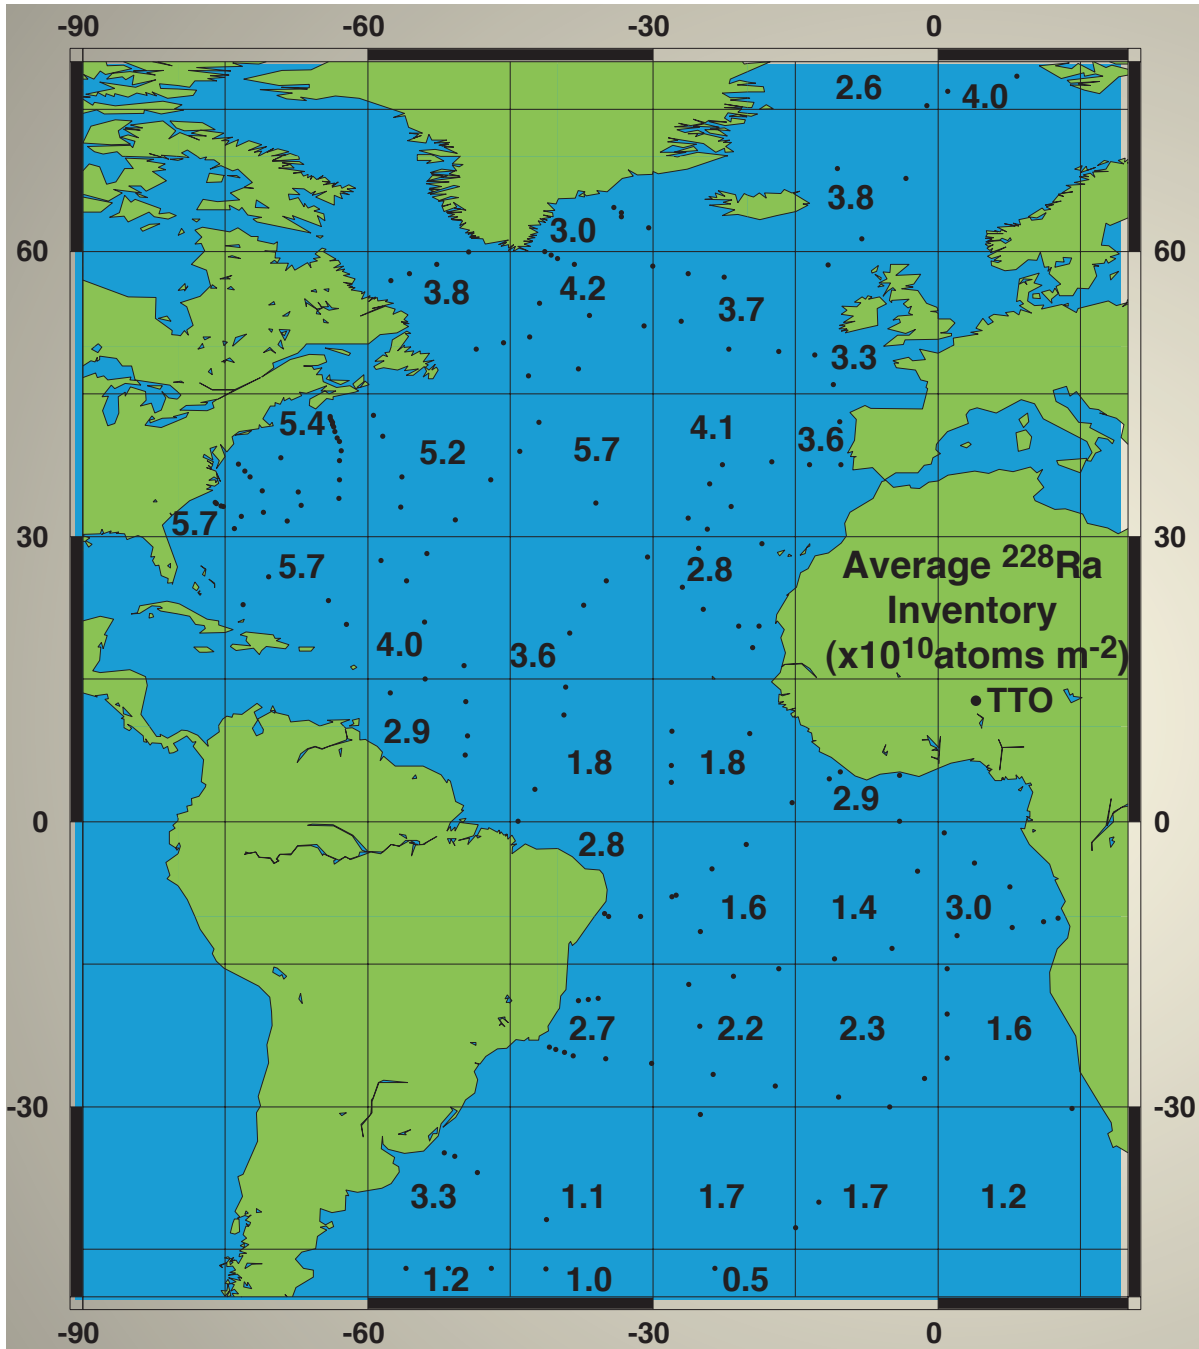 -90 -60 -30 0
2.6
4.0
3.8
3.0
60 60
3.8 4.2
3.7
3.3
5.4 4.1
5.2 5.7 3.6
5.7
30 30
5.7 2.8 Average ²²⁸Ra
Inventory
4.0 3.6 (x10¹⁰atoms m⁻²)
TTO
2.9
1.8 1.8
2.9
0 0
2.8
1.6 1.4 3.0
2.7 2.2 2.3 1.6
-30 -30
3.3 1.1 1.7 1.7 1.2
1.2 1.0 0.5
-90 -60 -30 0